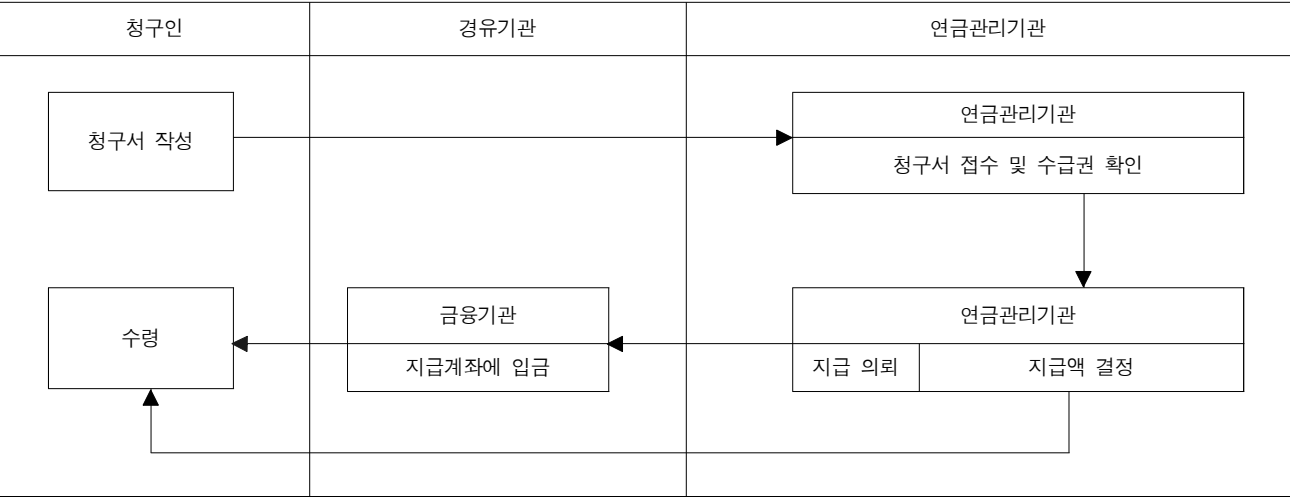 청구인
경유기관
연금관리기관
청구서 작성
연금관리기관
청구서 접수 및 수급권 확인
수령
금융기관
지급계좌에 입금
연금관리기관
지급 의뢰
지급액 결정